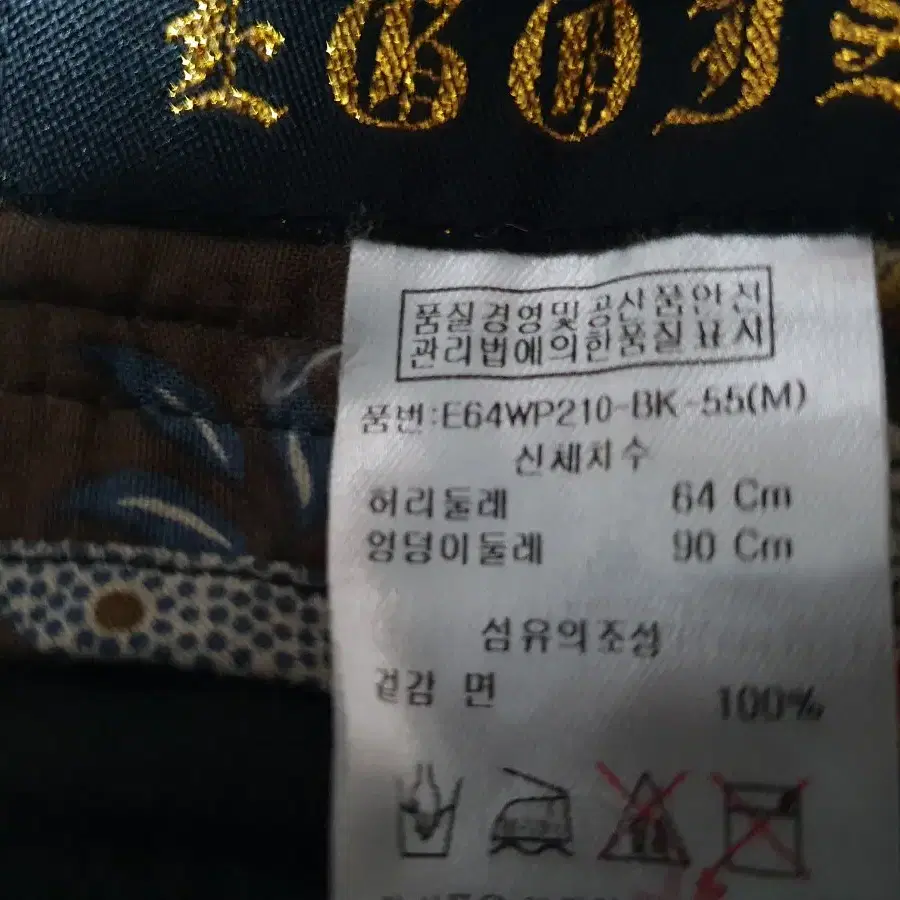 EGOI
품질경영및공산품안전
관리법에의한품질표시
품번:E64WP210-BK-55(M)
신체치수
허리둘레 64 Cm
엉덩이둘레 90 Cm
섬유의조성
겉감 면 100%